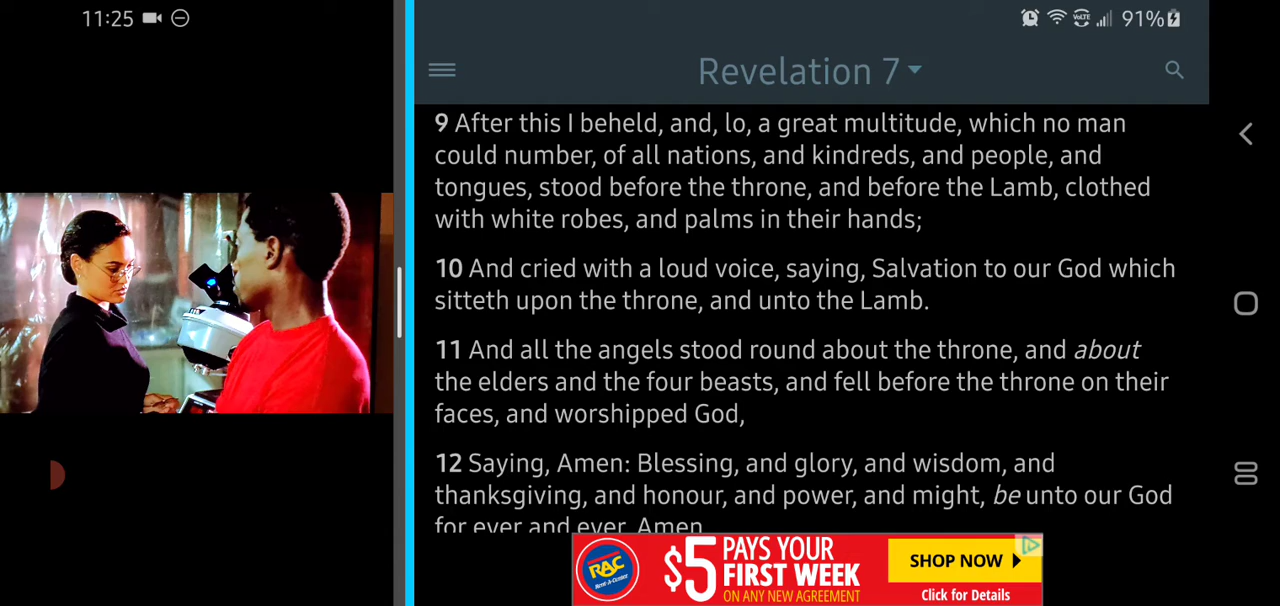 11:25
91%
Revelation 7
9 After this I beheld, and, lo, a great multitude, which no man
could number, of all nations, and kindreds, and people, and
tongues, stood before the throne, and before the Lamb, clothed
with white robes, and palms in their hands;
10 And cried with a loud voice, saying, Salvation to our God which
sitteth upon the throne, and unto the Lamb.
11 And all the angels stood round about the throne, and about
the elders and the four beasts, and fell before the throne on their
faces, and worshipped God,
12 Saying, Amen: Blessing, and glory, and wisdom, and
thanksgiving, and honour, and power, and might, be unto our God
for ever and ever. Amen
RAC
Rent-A-Center
$5 PAYS YOUR
FIRST WEEK
ON ANY NEW AGREEMENT
SHOP NOW
Click for Details